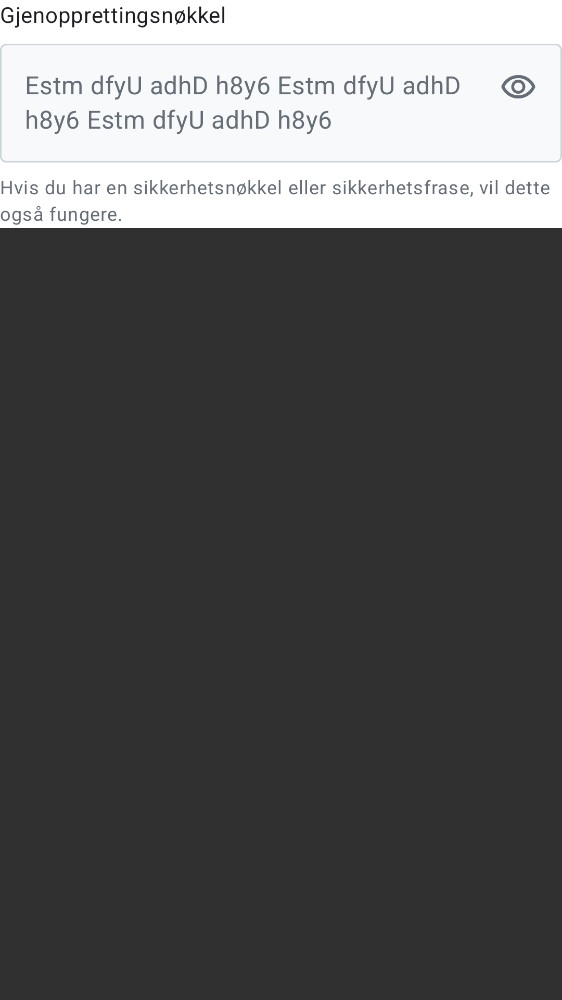 Gjenopprettingsnøkkel
Estm dfyU adhD h8y6 Estm dfyU adhD
h8y6 Estm dfyU adhD h8y6
Hvis du har en sikkerhetsnøkkel eller sikkerhetsfrase, vil dette
også fungere.